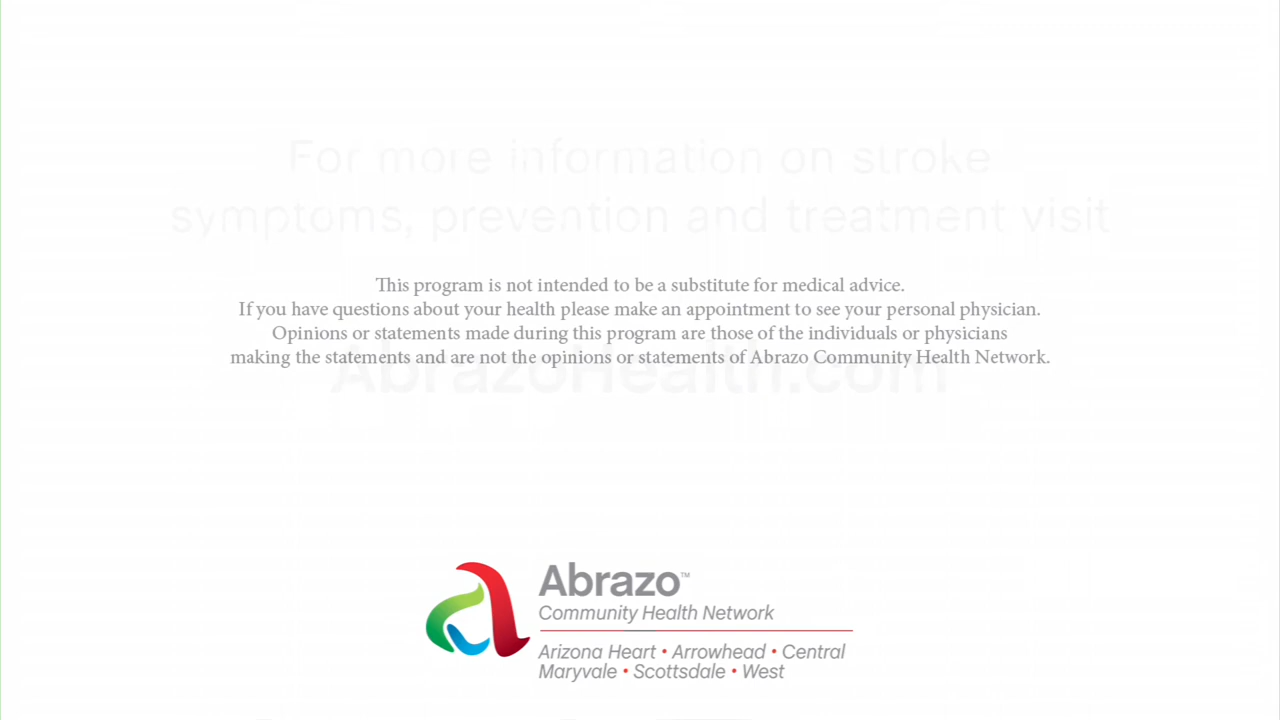 For more information on stroke
symptoms, prevention and treatment visit
This program is not intended to be a substitute for medical advice.
If you have questions about your health please make an appointment to see your personal physician.
Opinions or statements made during this program are those of the individuals or physicians
making the statements and are not the opinions or statements of Abrazo Community Health Network.
AbrazoHealth.com
Abrazo™
Community Health Network
Arizona Heart • Arrowhead • Central
Maryvale • Scottsdale • West